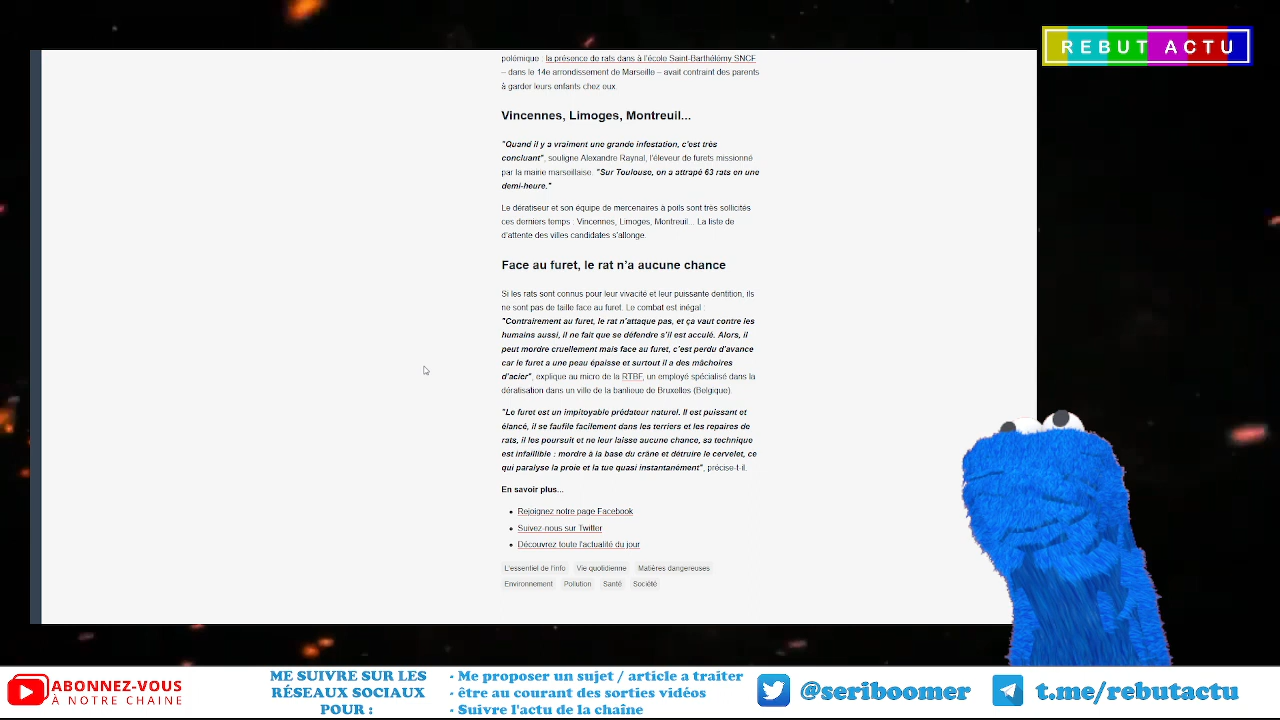 REBUT ACTU
polémique : la présence de rats dans à l'école Saint-Barthélémy SNCF
– dans le 14e arrondissement de Marseille – avait contraint des parents
à garder leurs enfants chez eux.
Vincennes, Limoges, Montreuil...
"Quand il y a vraiment une grande infestation, c'est très
concluant", souligne Alexandre Raynal, l'éleveur de furets missionné
par la mairie marseillaise. "Sur Toulouse, on a attrapé 63 rats en une
demi-heure."
Le dératiseur et son équipe de mercenaires à poils sont très sollicités
ces derniers temps : Vincennes, Limoges, Montreuil... La liste de
d'attente des villes candidates s'allonge.
Face au furet, le rat n'a aucune chance
Si les rats sont connus pour leur vivacité et leur puissante dentition, ils
ne sont pas de taille face au furet. Le combat est inégal :
"Contrairement au furet, le rat n'attaque pas, et ça vaut contre les
humains aussi, il ne fait que se défendre s'il est acculé. Alors, il
peut mordre cruellement mais face au furet, c'est perdu d'avance
car le furet a une peau épaisse et surtout il a des mâchoires
d'acier", explique au micro de la RTBF, un employé spécialisé dans la
dératisation dans un ville de la banlieue de Bruxelles (Belgique).
"Le furet est un impitoyable prédateur naturel. Il est puissant et
élancé, il se faufile facilement dans les terriers et les repaires de
rats, il les poursuit et ne leur laisse aucune chance, sa technique
est infaillible : mordre à la base du crâne et détruire le cervelet, ce
qui paralyse la proie et la tue quasi instantanément", précise-t-il.
En savoir plus...
Rejoignez notre page Facebook
Suivez-nous sur Twitter
Découvrez toute l'actualité du jour
L'essentiel de l'info Vie quotidienne Matières dangereuses
Environnement Pollution Santé Société
ABONNEZ-VOUS
À NOTRE CHAINE
ME SUIVRE SUR LES
RÉSEAUX SOCIAUX
POUR :
- Me proposer un sujet / article a traiter
- être au courant des sorties vidéos
- Suivre l'actu de la chaîne
@seriboomer
t.me/rebutactu